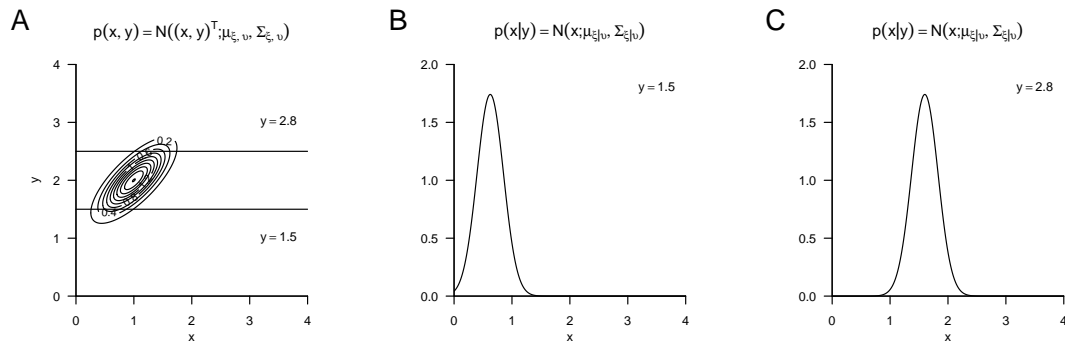 A
p(x, y) = N((x, y)ᵀ;μξ, υ, Σξ, υ)
4
3
2
1
0
y
y = 2.8
0.2
0.4
y = 1.5
0 1 2 3 4
x
B
p(x|y) = N(x;μξ|υ, Σξ|υ)
2.0
1.5
1.0
0.5
0.0
y = 1.5
0 1 2 3 4
x
C
p(x|y) = N(x;μξ|υ, Σξ|υ)
2.0
1.5
1.0
0.5
0.0
y = 2.8
0 1 2 3 4
x